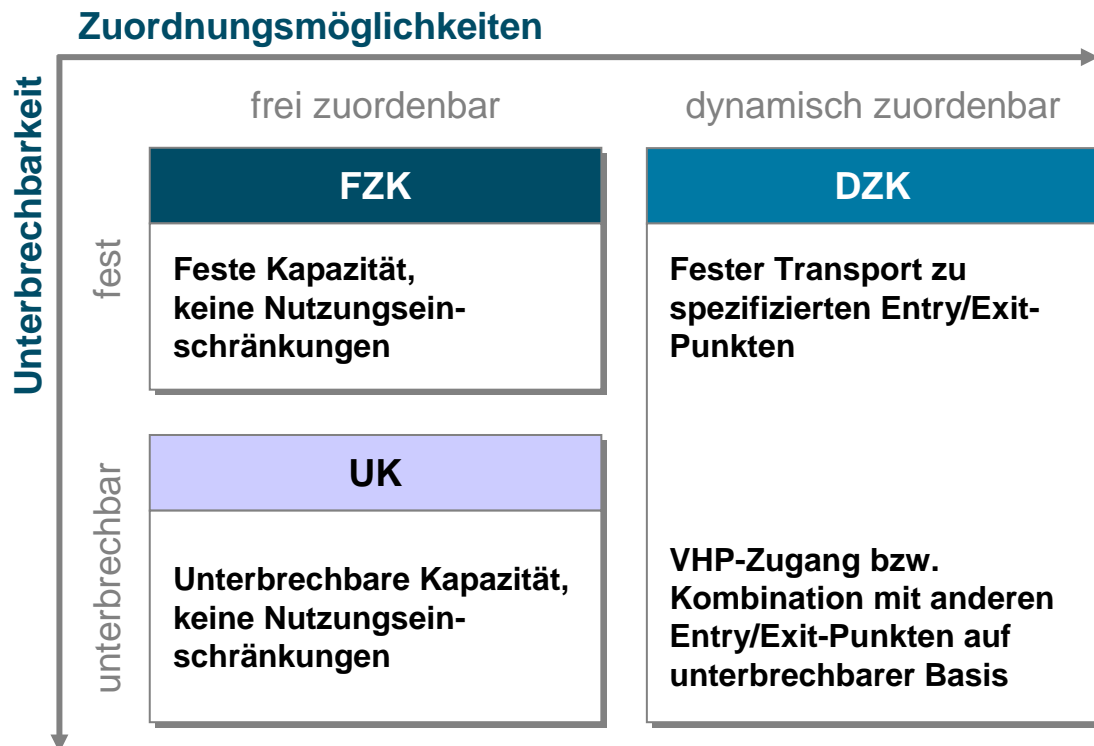 Zuordnungsmöglichkeiten
Unterbrechbarkeit
frei zuordenbar
dynamisch zuordenbar
fest
FZK
Feste Kapazität,
keine Nutzungsein-
schränkungen
DZK
Fester Transport zu
spezifizierten Entry/Exit-
Punkten
unterbrechbar
UK
Unterbrechbare Kapazität,
keine Nutzungsein-
schränkungen
VHP-Zugang bzw.
Kombination mit anderen
Entry/Exit-Punkten auf
unterbrechbarer Basis